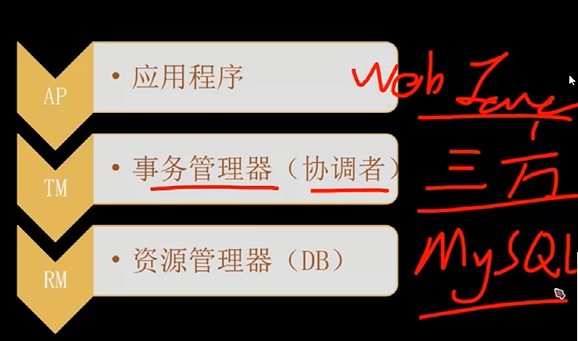 AP
• 应用程序
Web Java
TM
• 事务管理器（协调者）
三方
RM
• 资源管理器（DB）
MySQL